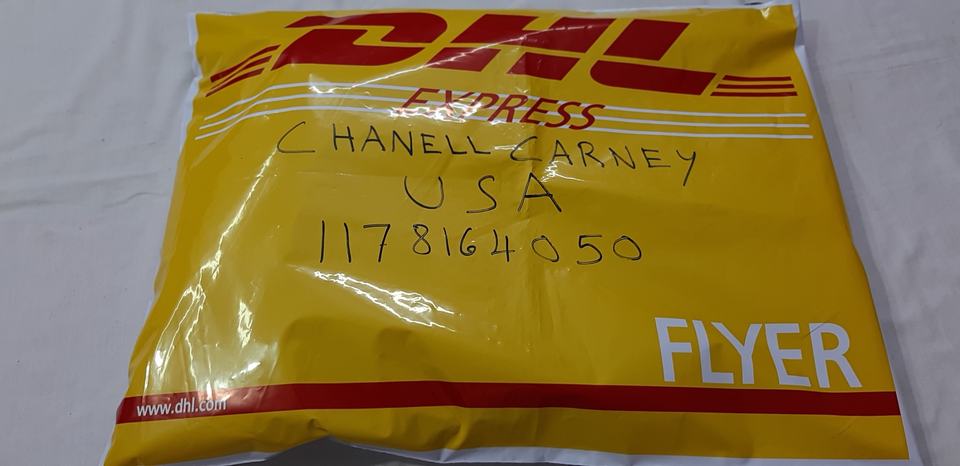 DHL
EXPRESS
CHANELL CARNEY
USA
1178164050
FLYER
www.dhl.com